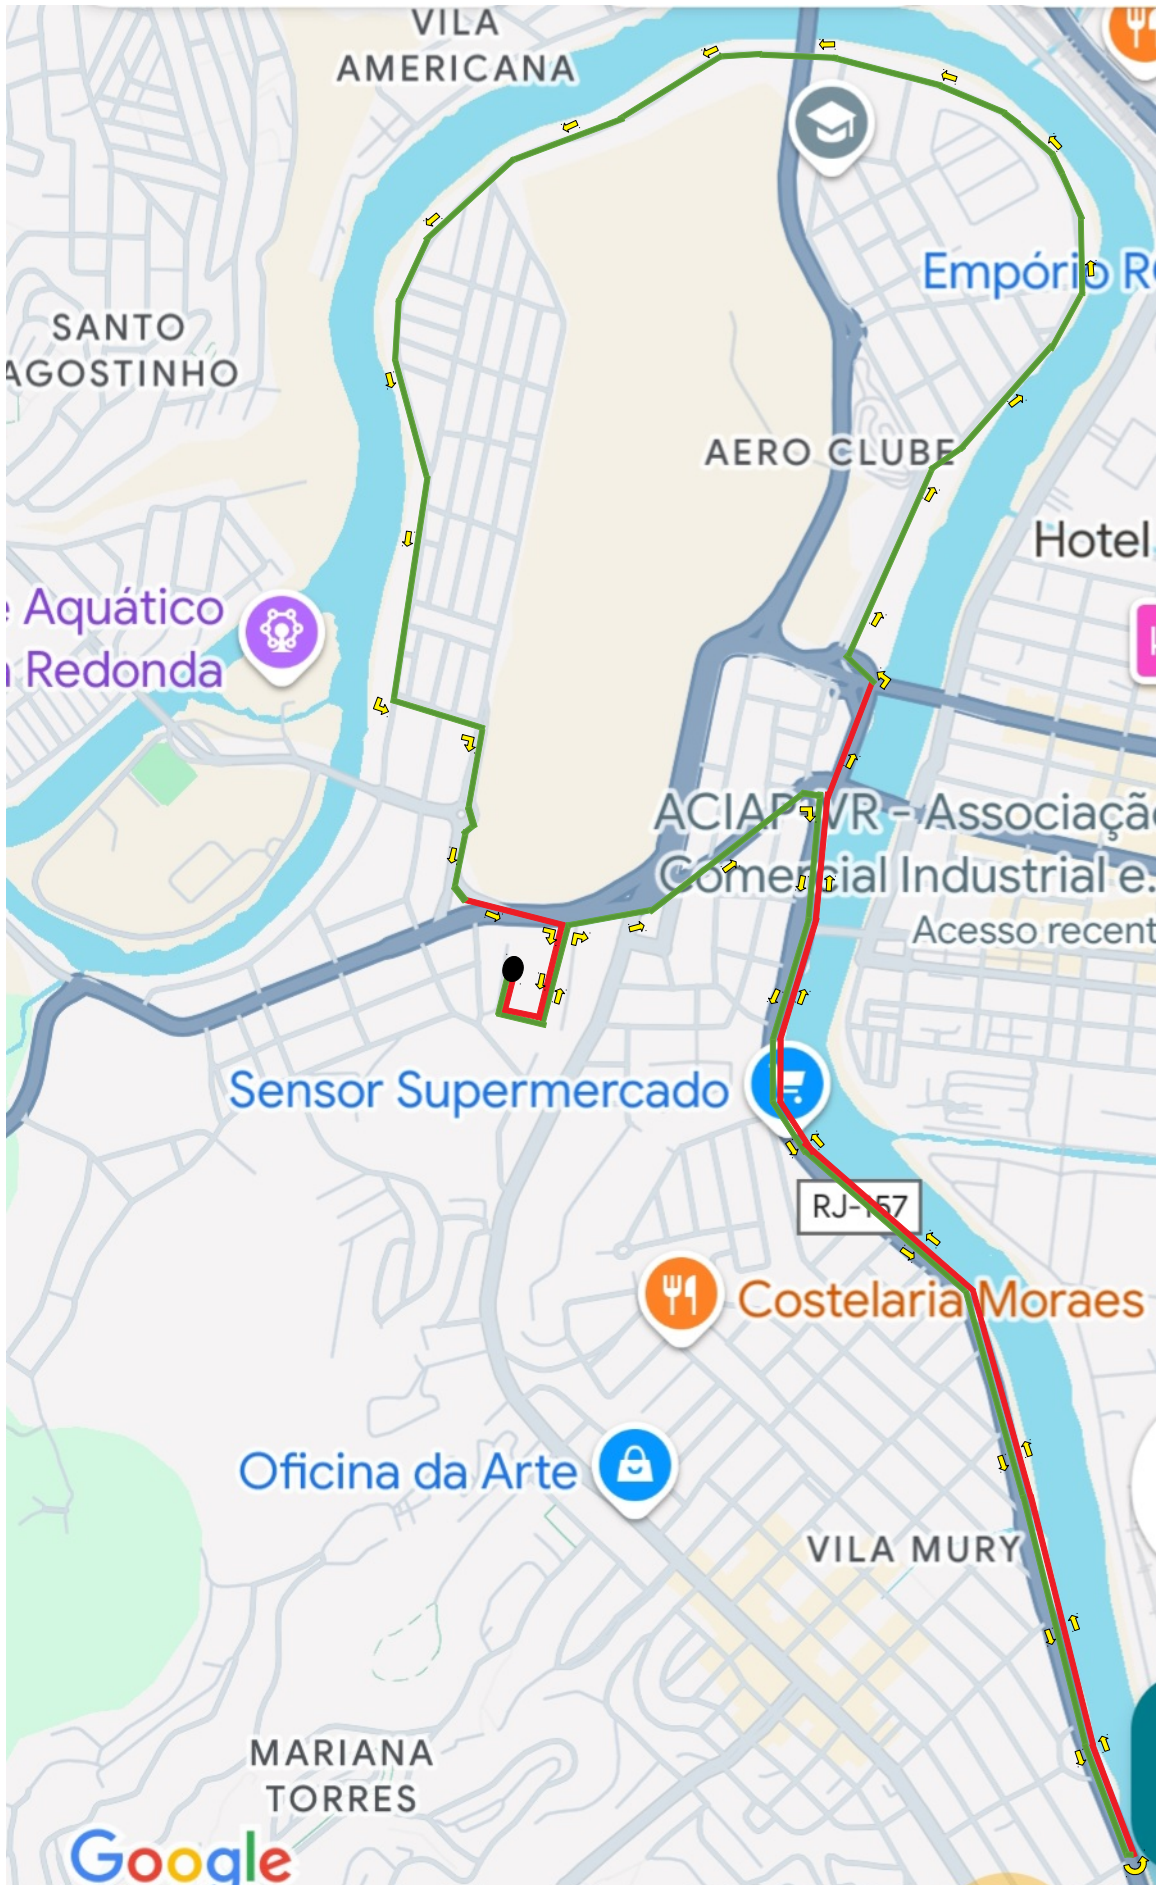 VILA
AMERICANA
Empório R
SANTO
AGOSTINHO
AERO CLUBE
Hotel
Aquático
Redonda
ACIAP-VR - Associação
Comercial Industrial e.
Acesso recent
Sensor Supermercado
RJ-157
Costelaria Moraes
Oficina da Arte
VILA MURY
MARIANA
TORRES
Google